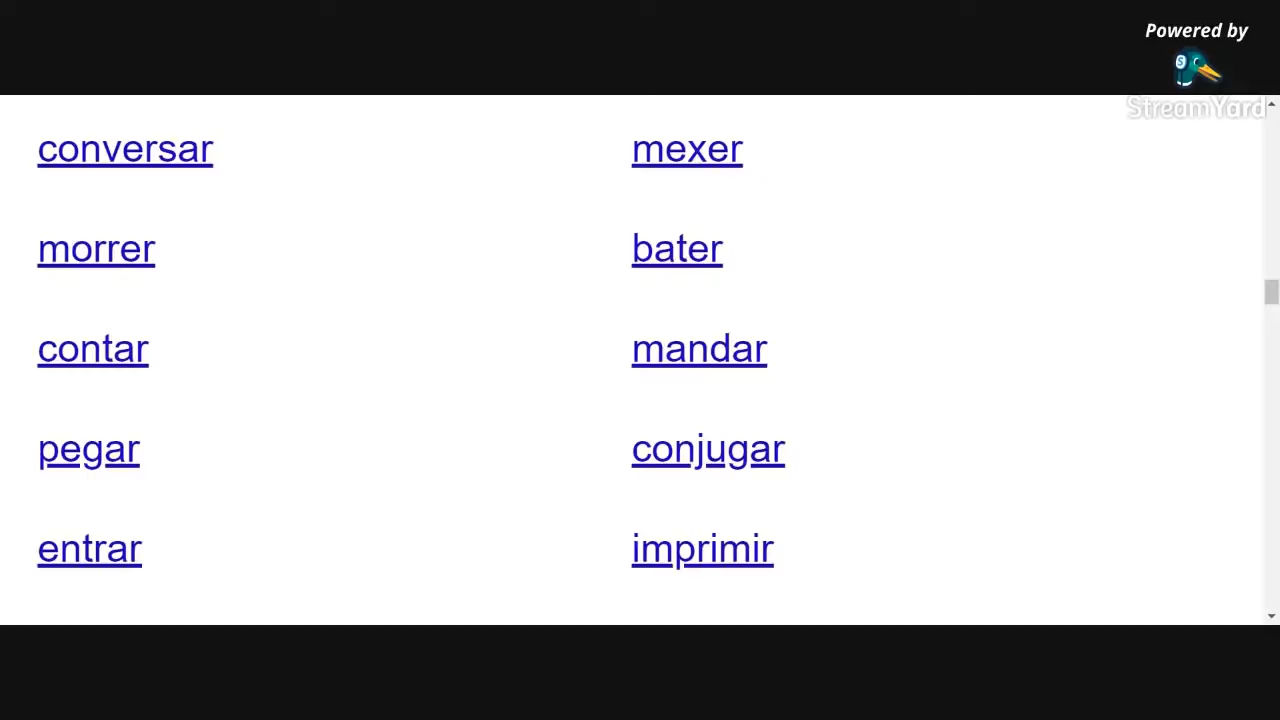 Powered by
StreamYard
conversar
mexer
morrer
bater
contar
mandar
pegar
conjugar
entrar
imprimir